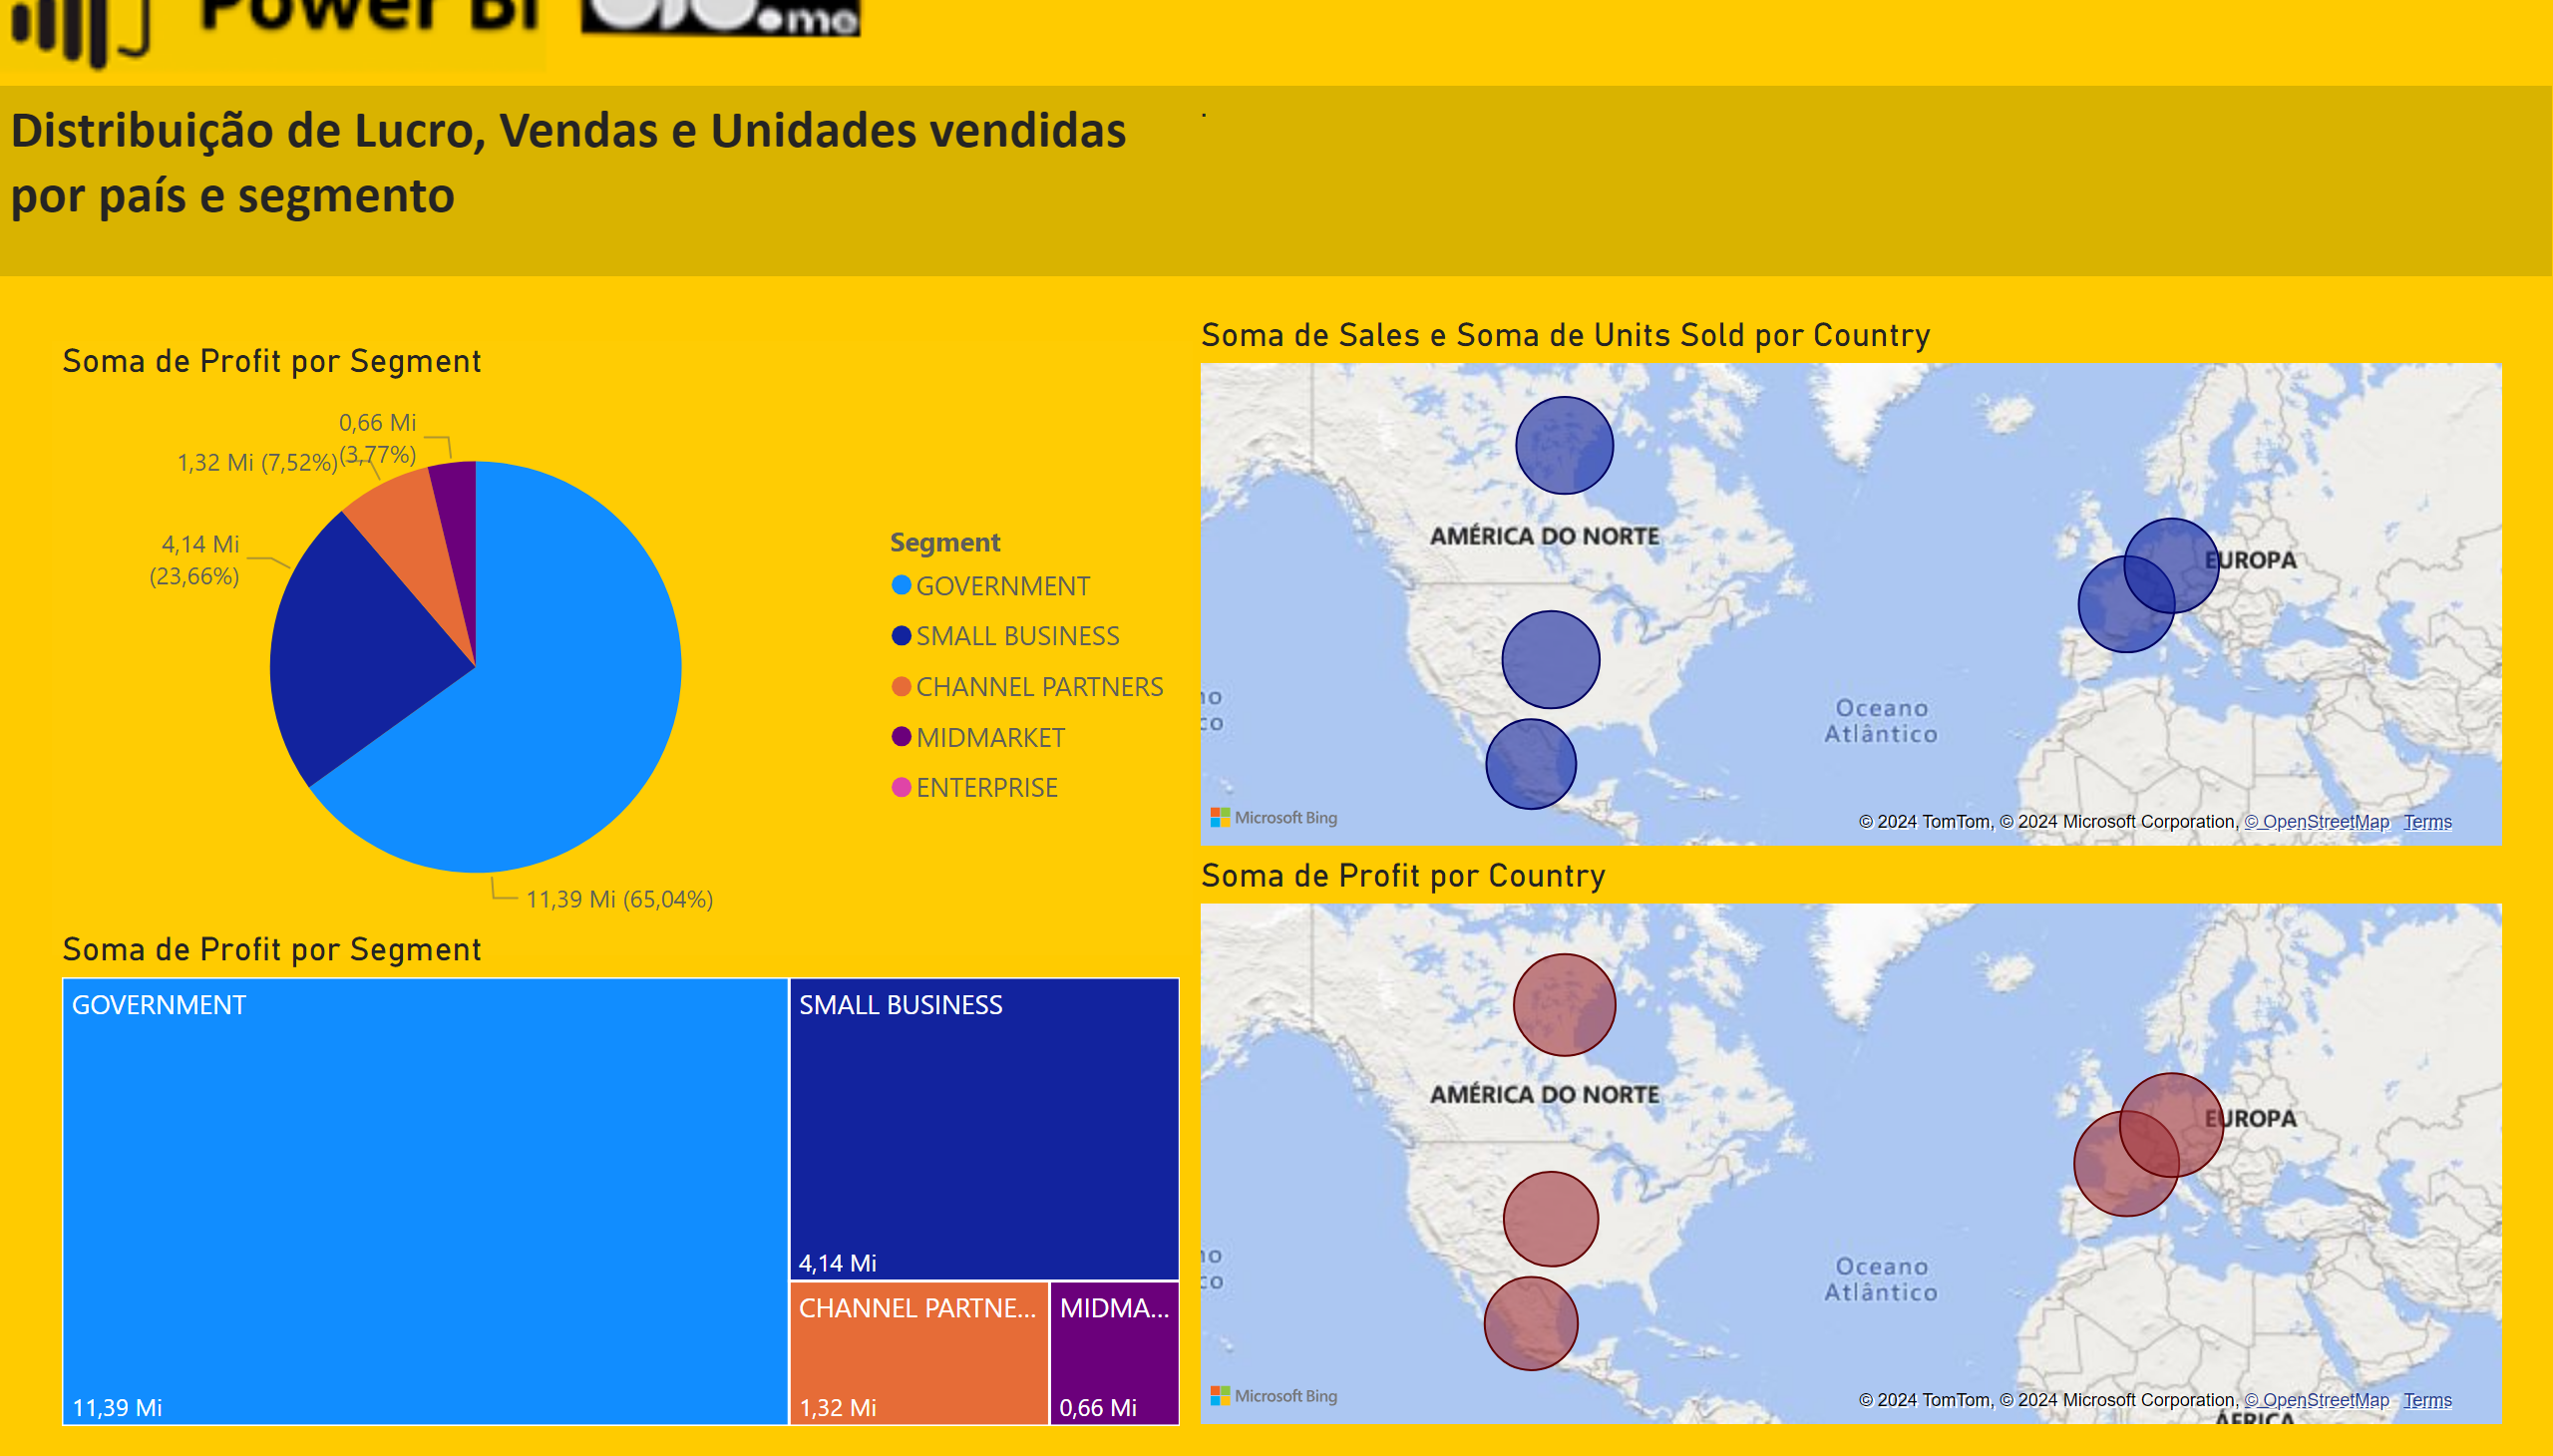 Power BI
Distribuição de Lucro, Vendas e Unidades vendidas
por país e segmento
.
Soma de Profit por Segment
0,66 Mi
(3,77%)
1,32 Mi (7,52%)
4,14 Mi
(23,66%)
11,39 Mi (65,04%)
Segment
GOVERNMENT
SMALL BUSINESS
CHANNEL PARTNERS
MIDMARKET
ENTERPRISE
Soma de Profit por Segment
GOVERNMENT
11,39 Mi
SMALL BUSINESS
4,14 Mi
CHANNEL PARTNE...
1,32 Mi
MIDMA...
0,66 Mi
Soma de Sales e Soma de Units Sold por Country
AMÉRICA DO NORTE
EUROPA
Oceano
Atlântico
Microsoft Bing
© 2024 TomTom, © 2024 Microsoft Corporation, © OpenStreetMap Terms
Soma de Profit por Country
AMÉRICA DO NORTE
EUROPA
Oceano
Atlântico
Microsoft Bing
© 2024 TomTom, © 2024 Microsoft Corporation, © OpenStreetMap Terms
ÁFRICA